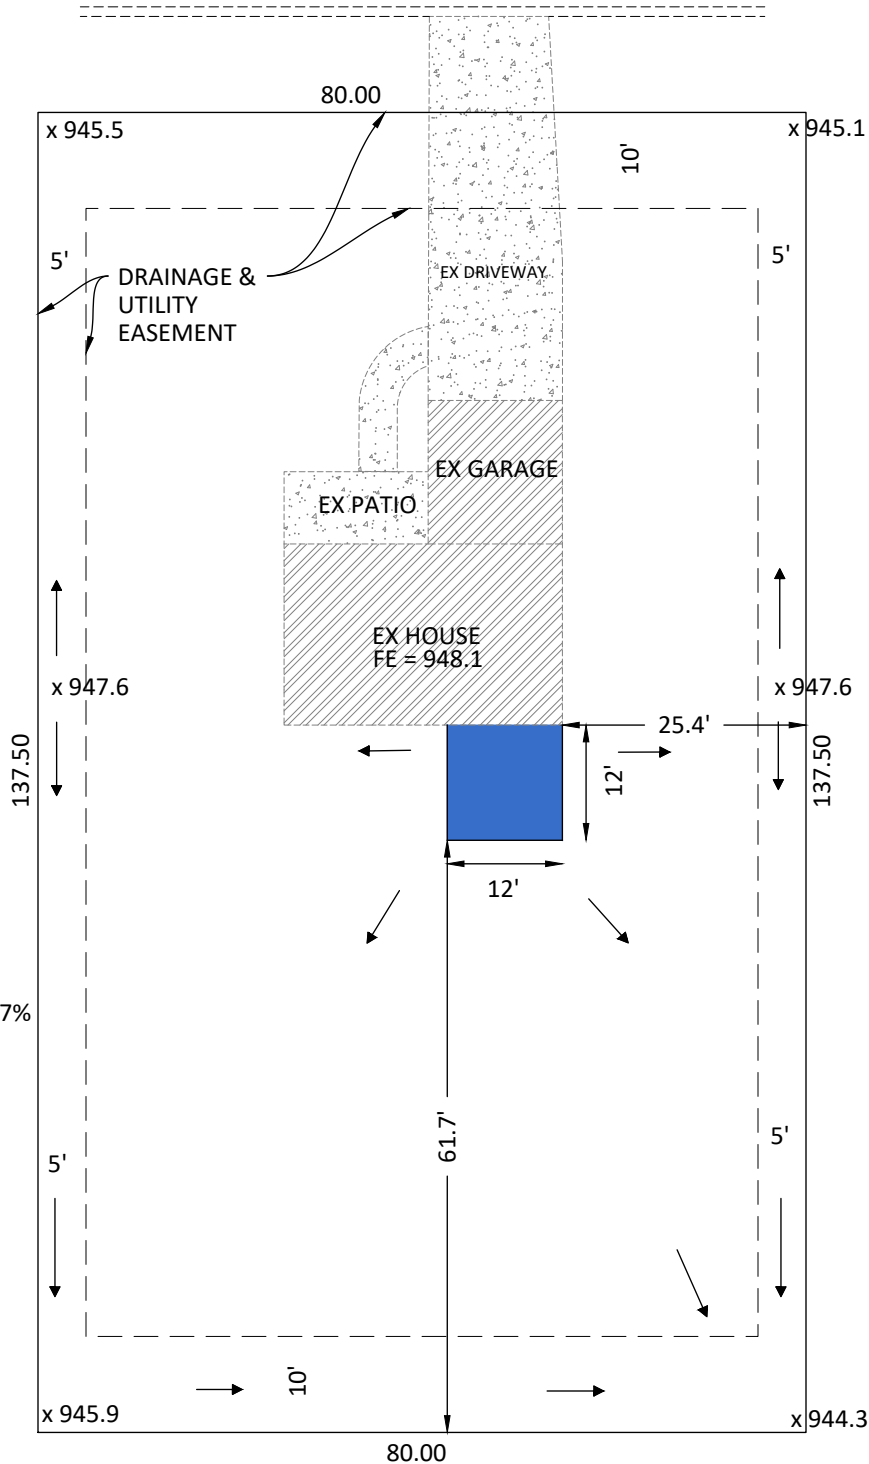 80.00
x 945.5
x 945.1
10'
5'
5'
DRAINAGE &
UTILITY
EASEMENT
EX DRIVEWAY
EX GARAGE
EX PATIO
EX HOUSE
FE = 948.1
x 947.6
x 947.6
25.4'
137.50
12'
137.50
12'
7%
61.7'
5'
5'
10'
x 945.9
x 944.3
80.00